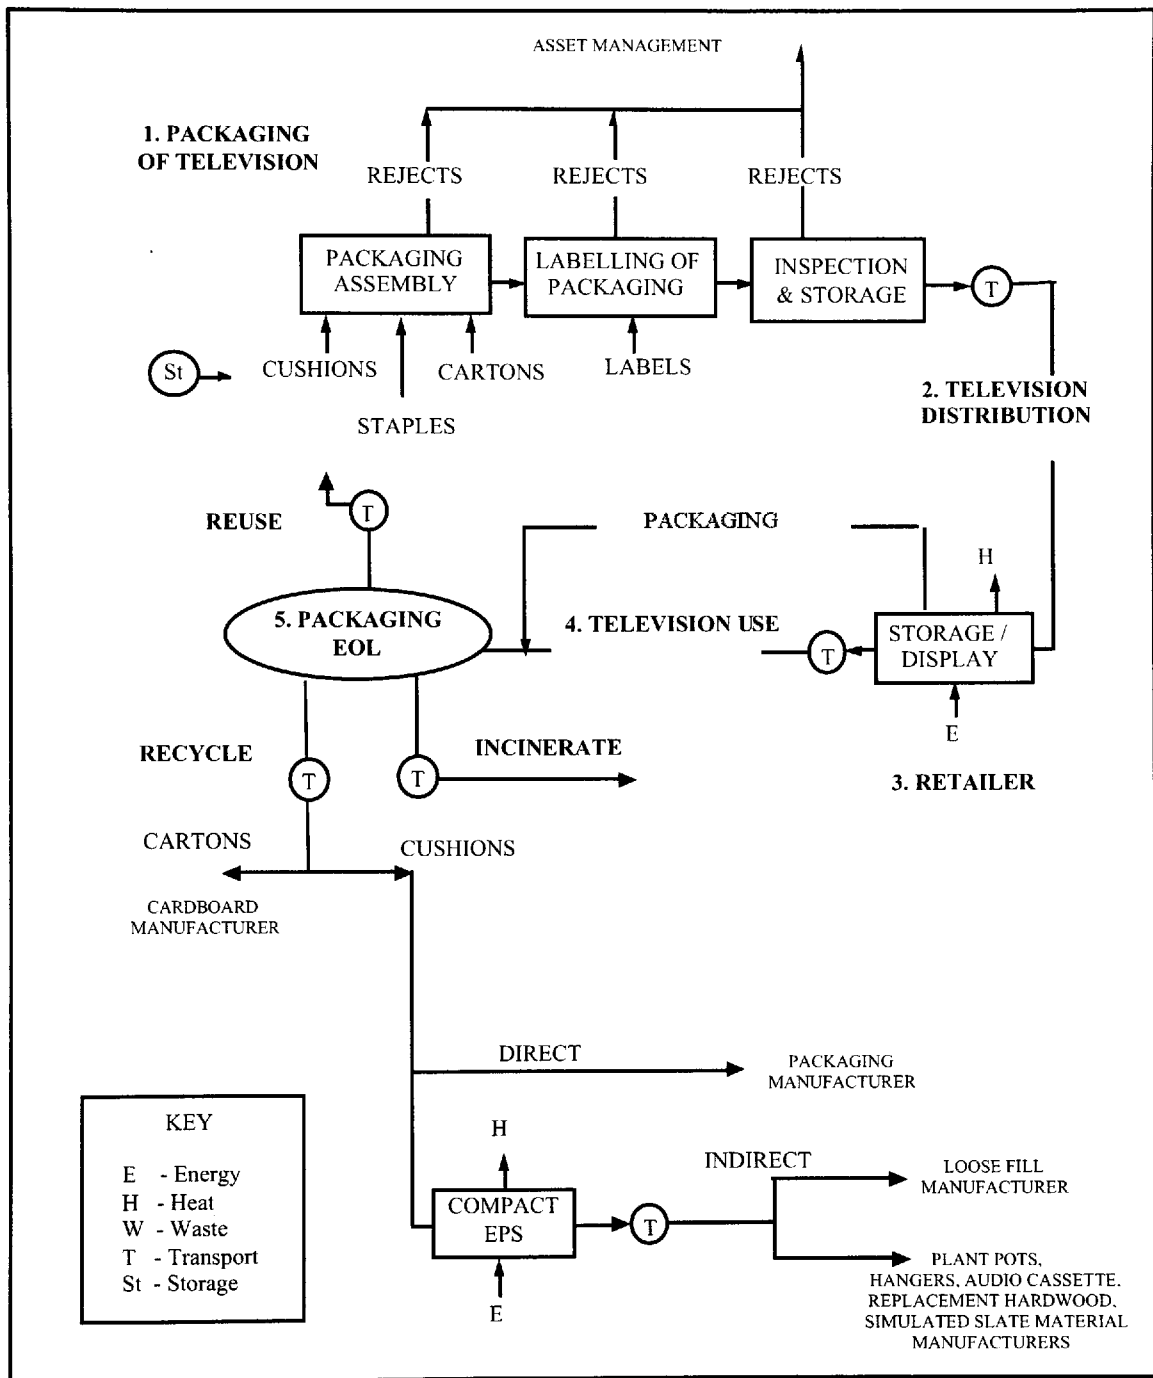 ASSET MANAGEMENT
1. PACKAGING
OF TELEVISION
REJECTS
REJECTS
REJECTS
PACKAGING
ASSEMBLY
LABELLING OF
PACKAGING
INSPECTION
& STORAGE
T
St
CUSHIONS
CARTONS
LABELS
STAPLES
2. TELEVISION
DISTRIBUTION
REUSE
T
PACKAGING
H
5. PACKAGING
EOL
4. TELEVISION USE
T
STORAGE /
DISPLAY
E
RECYCLE
T
T
INCINERATE
3. RETAILER
CARTONS
CUSHIONS
CARDBOARD
MANUFACTURER
DIRECT
PACKAGING
MANUFACTURER
KEY
E - Energy
H - Heat
W - Waste
T - Transport
St - Storage
H
COMPACT
EPS
E
T
INDIRECT
LOOSE FILL
MANUFACTURER
PLANT POTS,
HANGERS, AUDIO CASSETTE,
REPLACEMENT HARDWOOD,
SIMULATED SLATE MATERIAL
MANUFACTURERS